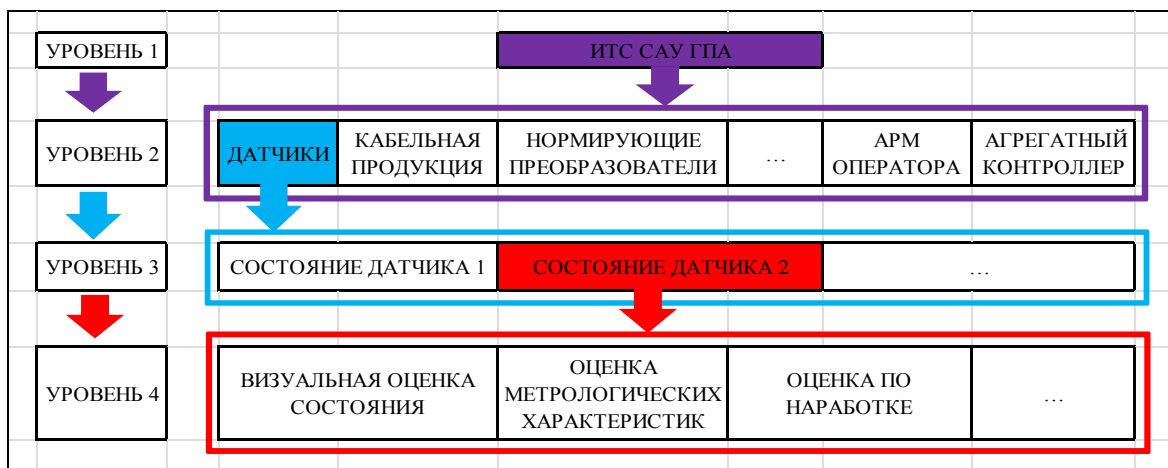 УРОВЕНЬ 1
ИТС САУ ГПА
УРОВЕНЬ 2
ДАТЧИКИ
КАБЕЛЬНАЯ
ПРОДУКЦИЯ
НОРМИРУЮЩИЕ
ПРЕОБРАЗОВАТЕЛИ
…
АРМ
ОПЕРАТОРА
АГРЕГАТНЫЙ
КОНТРОЛЛЕР
УРОВЕНЬ 3
СОСТОЯНИЕ ДАТЧИКА 1
СОСТОЯНИЕ ДАТЧИКА 2
…
УРОВЕНЬ 4
ВИЗУАЛЬНАЯ ОЦЕНКА
СОСТОЯНИЯ
ОЦЕНКА
МЕТРОЛОГИЧЕСКИХ
ХАРАКТЕРИСТИК
ОЦЕНКА ПО
НАРАБОТКЕ
…